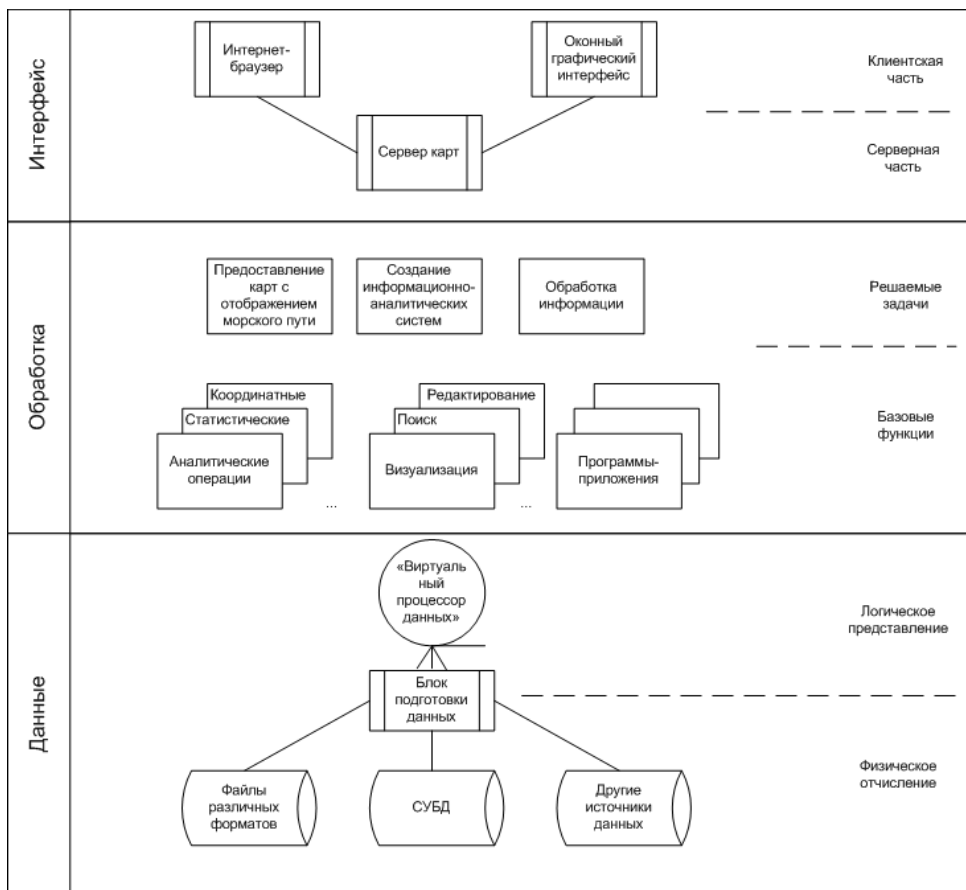 Интерфейс
Интернет-
браузер
Оконный
графический
интерфейс
Клиентская
часть
Сервер карт
Серверная
часть
Обработка
Предоставление
карт с
отображением
морского пути
Создание
информационно-
аналитических
систем
Обработка
информации
Решаемые
задачи
Координатные
Статистические
Аналитические
операции
...
Редактирование
Поиск
Визуализация
...
Программы-
приложения
Базовые
функции
Данные
«Виртуаль
ный
процессор
данных»
Логическое
представление
Блок
подготовки
данных
Файлы
различных
форматов
СУБД
Другие
источники
данных
Физическое
отчисление